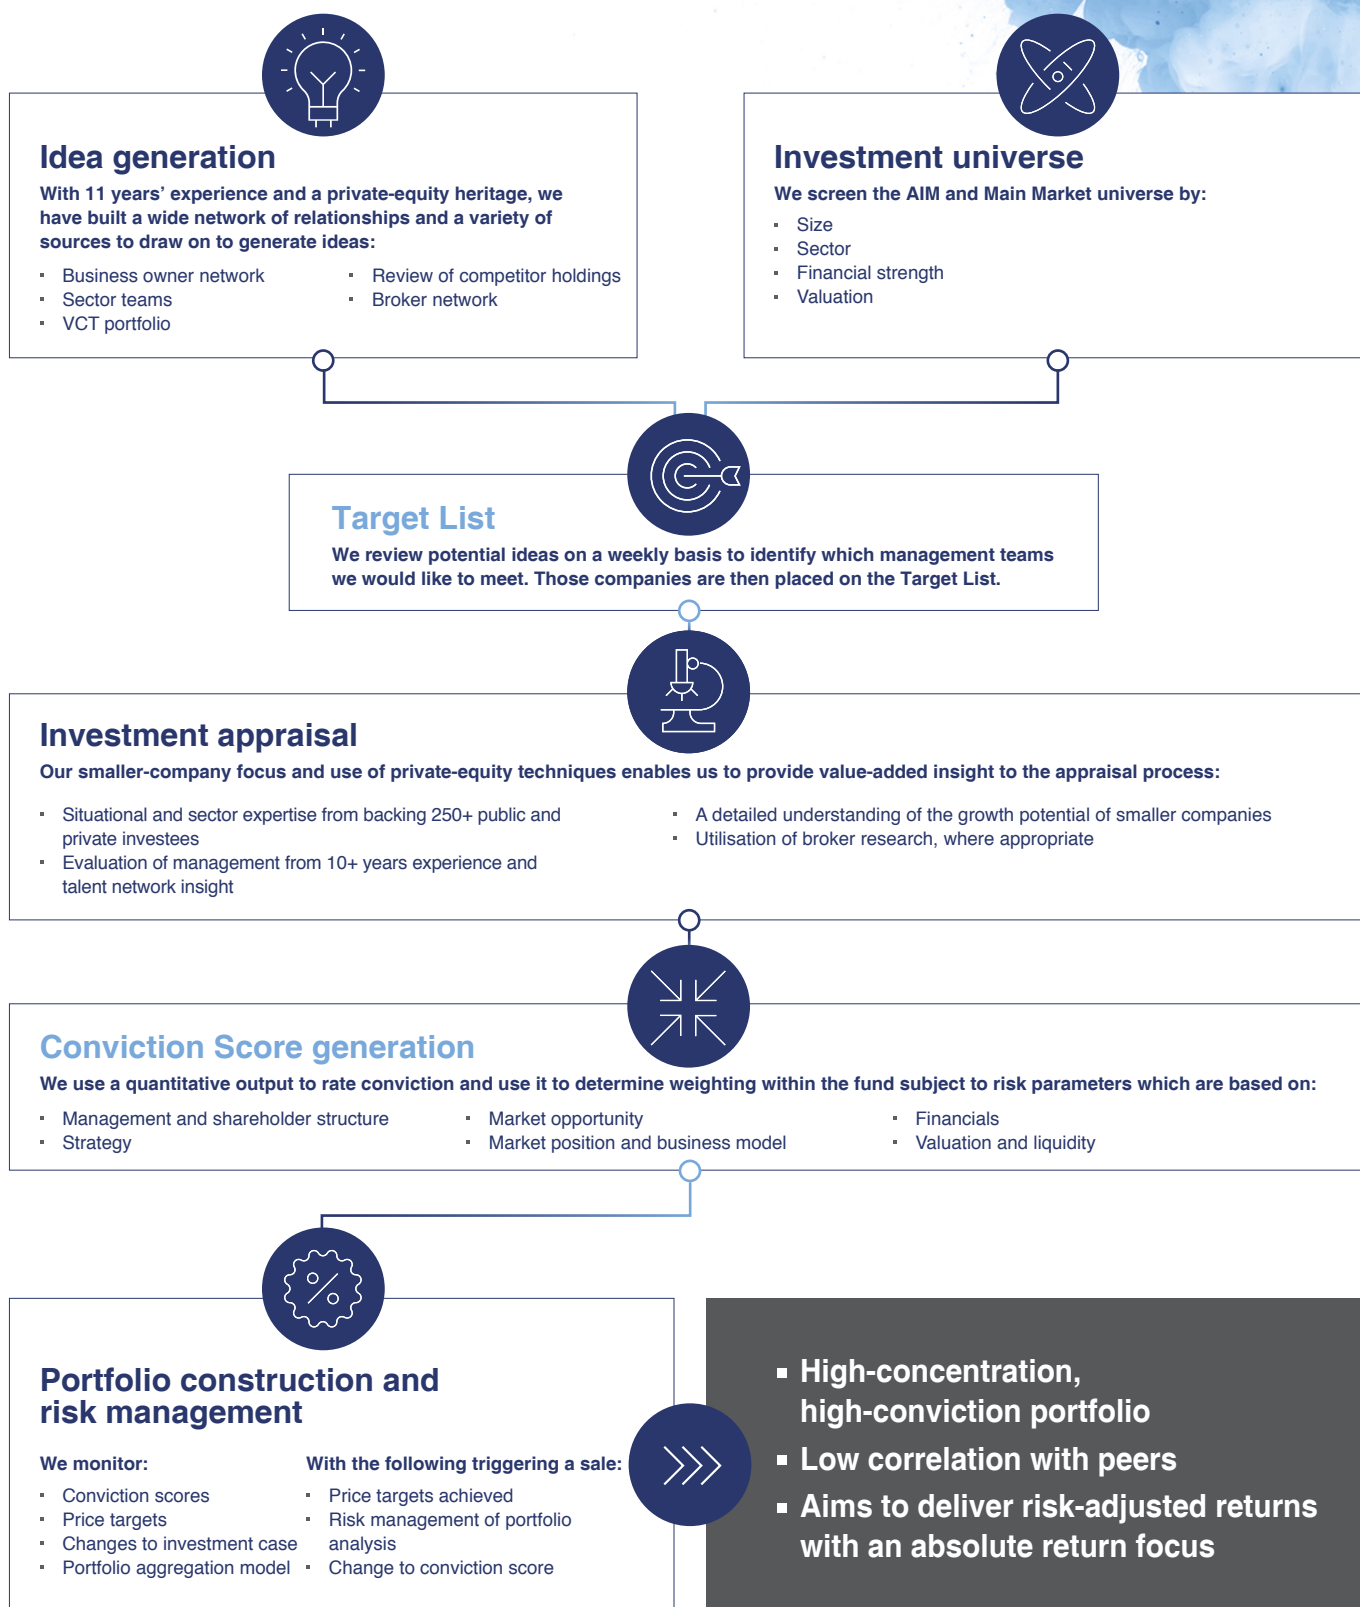 Idea generation
With 11 years’ experience and a private-equity heritage, we
have built a wide network of relationships and a variety of
sources to draw on to generate ideas:
▪ Business owner network
▪ Sector teams
▪ VCT portfolio
▪ Review of competitor holdings
▪ Broker network
Investment universe
We screen the AIM and Main Market universe by:
▪ Size
▪ Sector
▪ Financial strength
▪ Valuation
Target List
We review potential ideas on a weekly basis to identify which management teams
we would like to meet. Those companies are then placed on the Target List.
Investment appraisal
Our smaller-company focus and use of private-equity techniques enables us to provide value-added insight to the appraisal process:
▪ Situational and sector expertise from backing 250+ public and
private investees
▪ Evaluation of management from 10+ years experience and
talent network insight
▪ A detailed understanding of the growth potential of smaller companies
▪ Utilisation of broker research, where appropriate
Conviction Score generation
We use a quantitative output to rate conviction and use it to determine weighting within the fund subject to risk parameters which are based on:
▪ Management and shareholder structure
▪ Strategy
▪ Market opportunity
▪ Market position and business model
▪ Financials
▪ Valuation and liquidity
%
Portfolio construction and
risk management
We monitor:
▪ Conviction scores
▪ Price targets
▪ Changes to investment case
▪ Portfolio aggregation model
With the following triggering a sale:
▪ Price targets achieved
▪ Risk management of portfolio
analysis
▪ Change to conviction score
▪ High-concentration,
high-conviction portfolio
▪ Low correlation with peers
▪ Aims to deliver risk-adjusted returns
with an absolute return focus